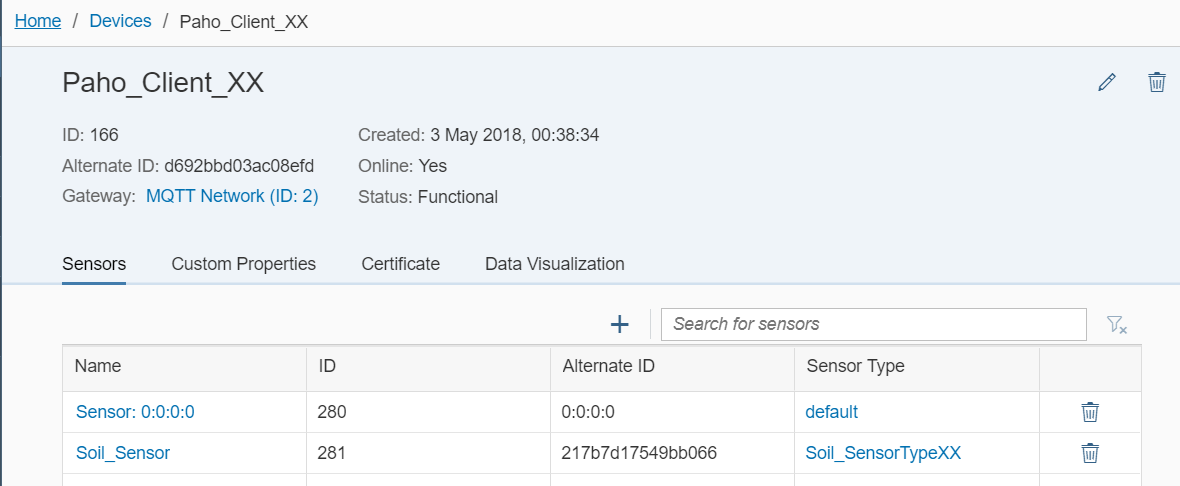 Home / Devices / Paho_Client_XX
Paho_Client_XX
ID: 166 Created: 3 May 2018, 00:38:34
Alternate ID: d692bbd03ac08efd Online: Yes
Gateway: MQTT Network (ID: 2) Status: Functional
Sensors Custom Properties Certificate Data Visualization
+ Search for sensors
Name ID Alternate ID Sensor Type
Sensor: 0:0:0:0 280 0:0:0:0 default
Soil_Sensor 281 217b7d17549bb066 Soil_SensorTypeXX